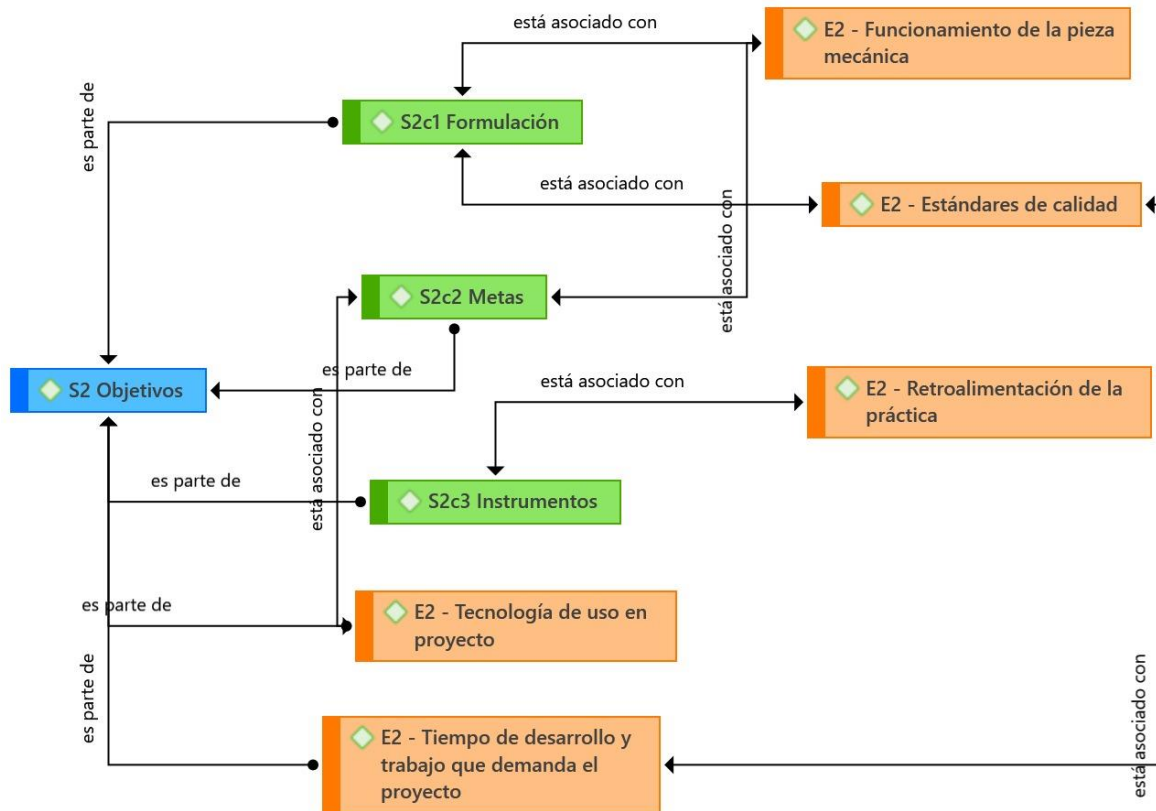 está asociado con
E2 - Funcionamiento de la pieza
mecánica
es parte de
S2c1 Formulación
está asociado con
E2 - Estándares de calidad
está asociado con
S2c2 Metas
es parte de
S2 Objetivos
está asociado con
E2 - Retroalimentación de la
práctica
está asociado con
es parte de
S2c3 Instrumentos
es parte de
E2 - Tecnología de uso en
proyecto
es parte de
E2 - Tiempo de desarrollo y
trabajo que demanda el
proyecto
está asociado con